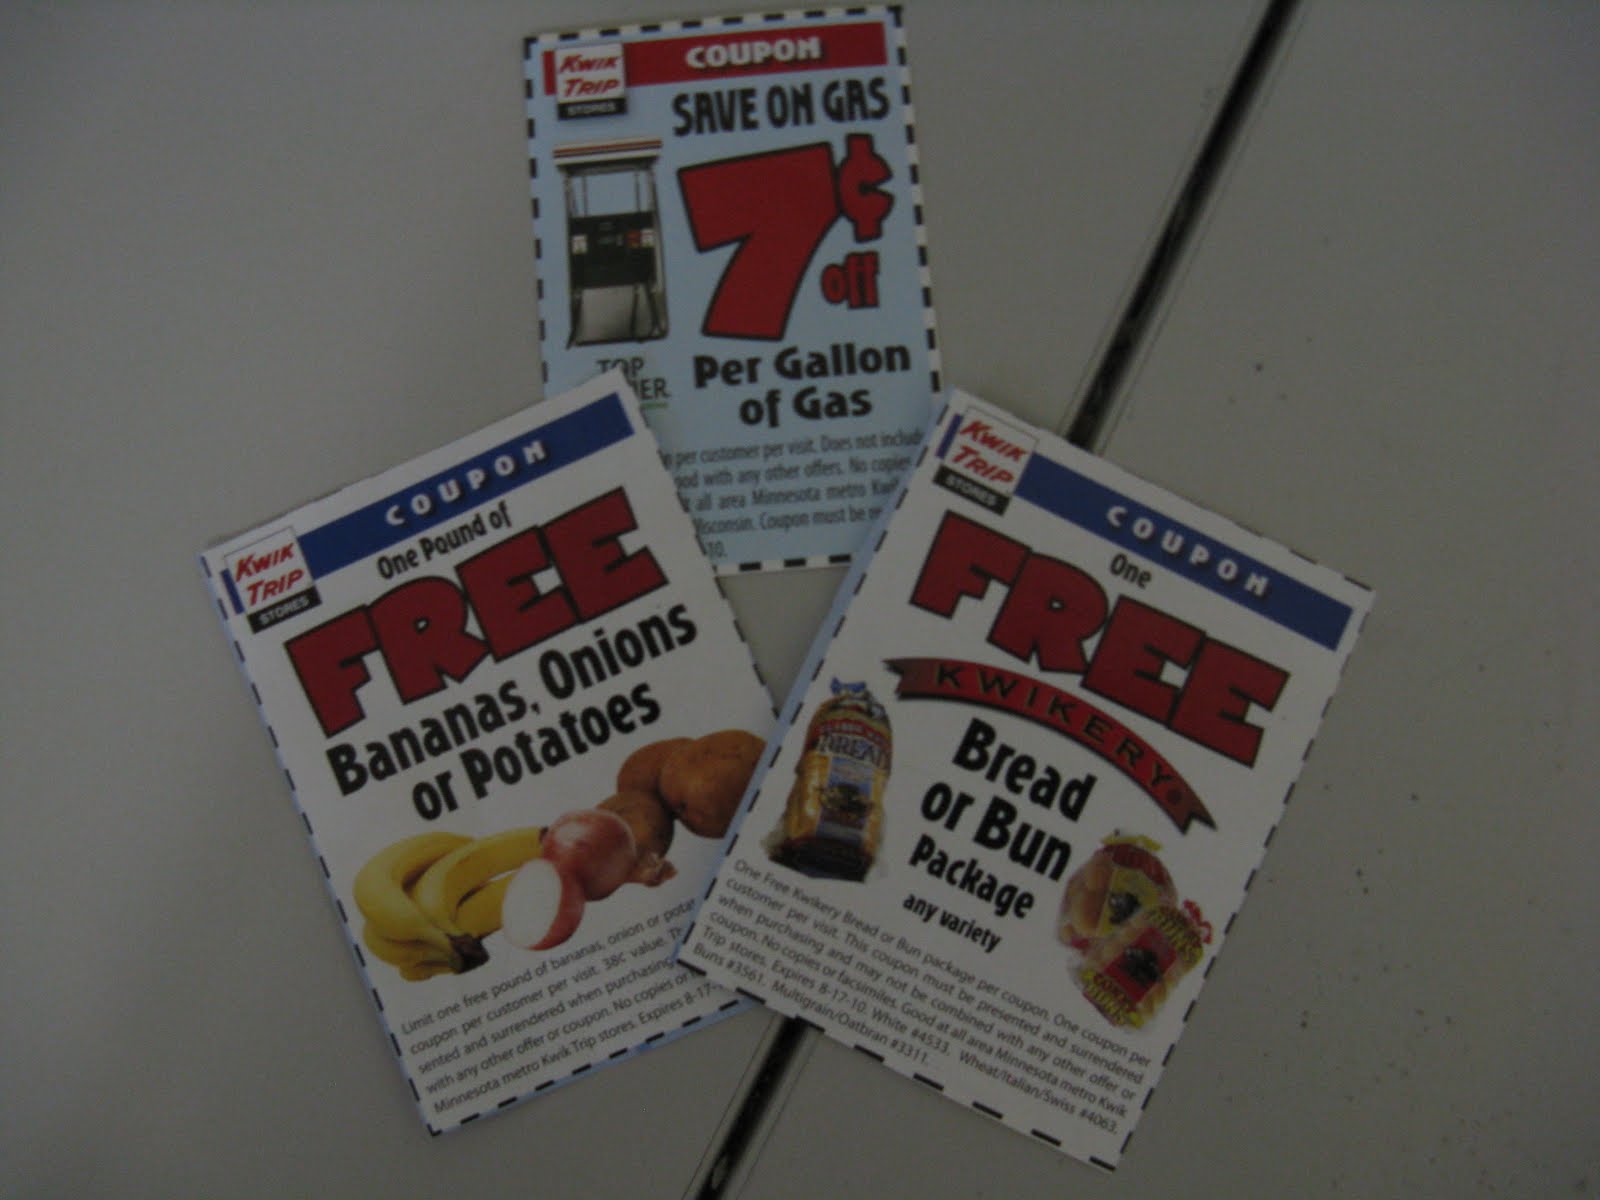 KWIK
TRIP
STORES
COUPON
SAVE ON GAS
7¢
off
TOP
Per Gallon
of Gas
per customer per visit. Does not
with any other offers. No
all area Minnesota metro
Coupon must be
10.
COUPON
KWIK
TRIP
STORES
One Pound of
FREE
Bananas, Onions
or Potatoes
Limit one free pound of bananas, onion or
coupon per customer per visit. 38¢ value.
sented and surrendered when purchasing
with any other offer or coupon. No copies or
Minnesota metro Kwik Trip stores. Expires 8-17-
KWIK
TRIP
STORES
COUPON
One
FREE
KWIKERY®
Bread
or Bun
Package
any variety
BREAD
One Free Kwikery Bread or Bun package per coupon. One coupon per
customer per visit. This coupon must be presented and surrendered
when purchasing and may not be combined with any other offer or
coupon. No copies or facsimiles. Good at all area Minnesota metro Kwik
Trip stores. Expires 8-17-10. White #4533. Wheat/Italian/Swiss #4063.
Buns #3561. Multigrain/Oatbran #3311.